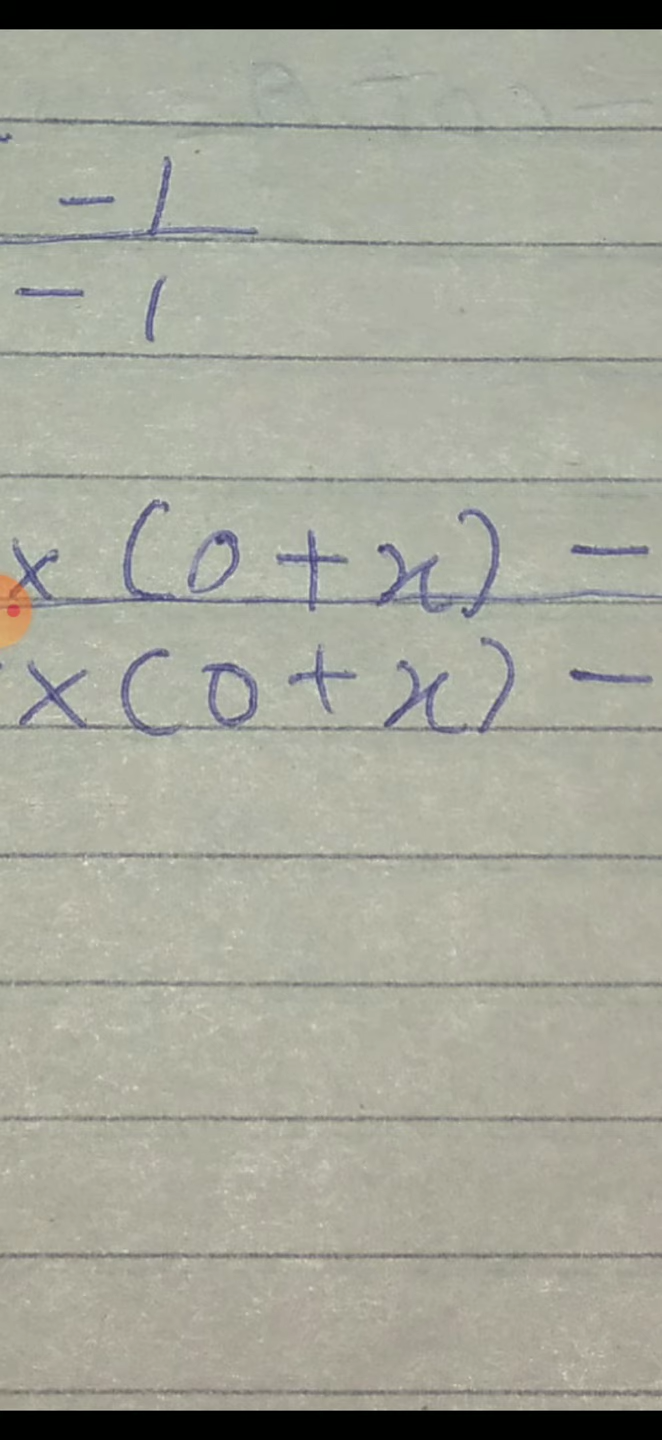 - 1
- 1
x (0 + x) =
x (0 + x) -